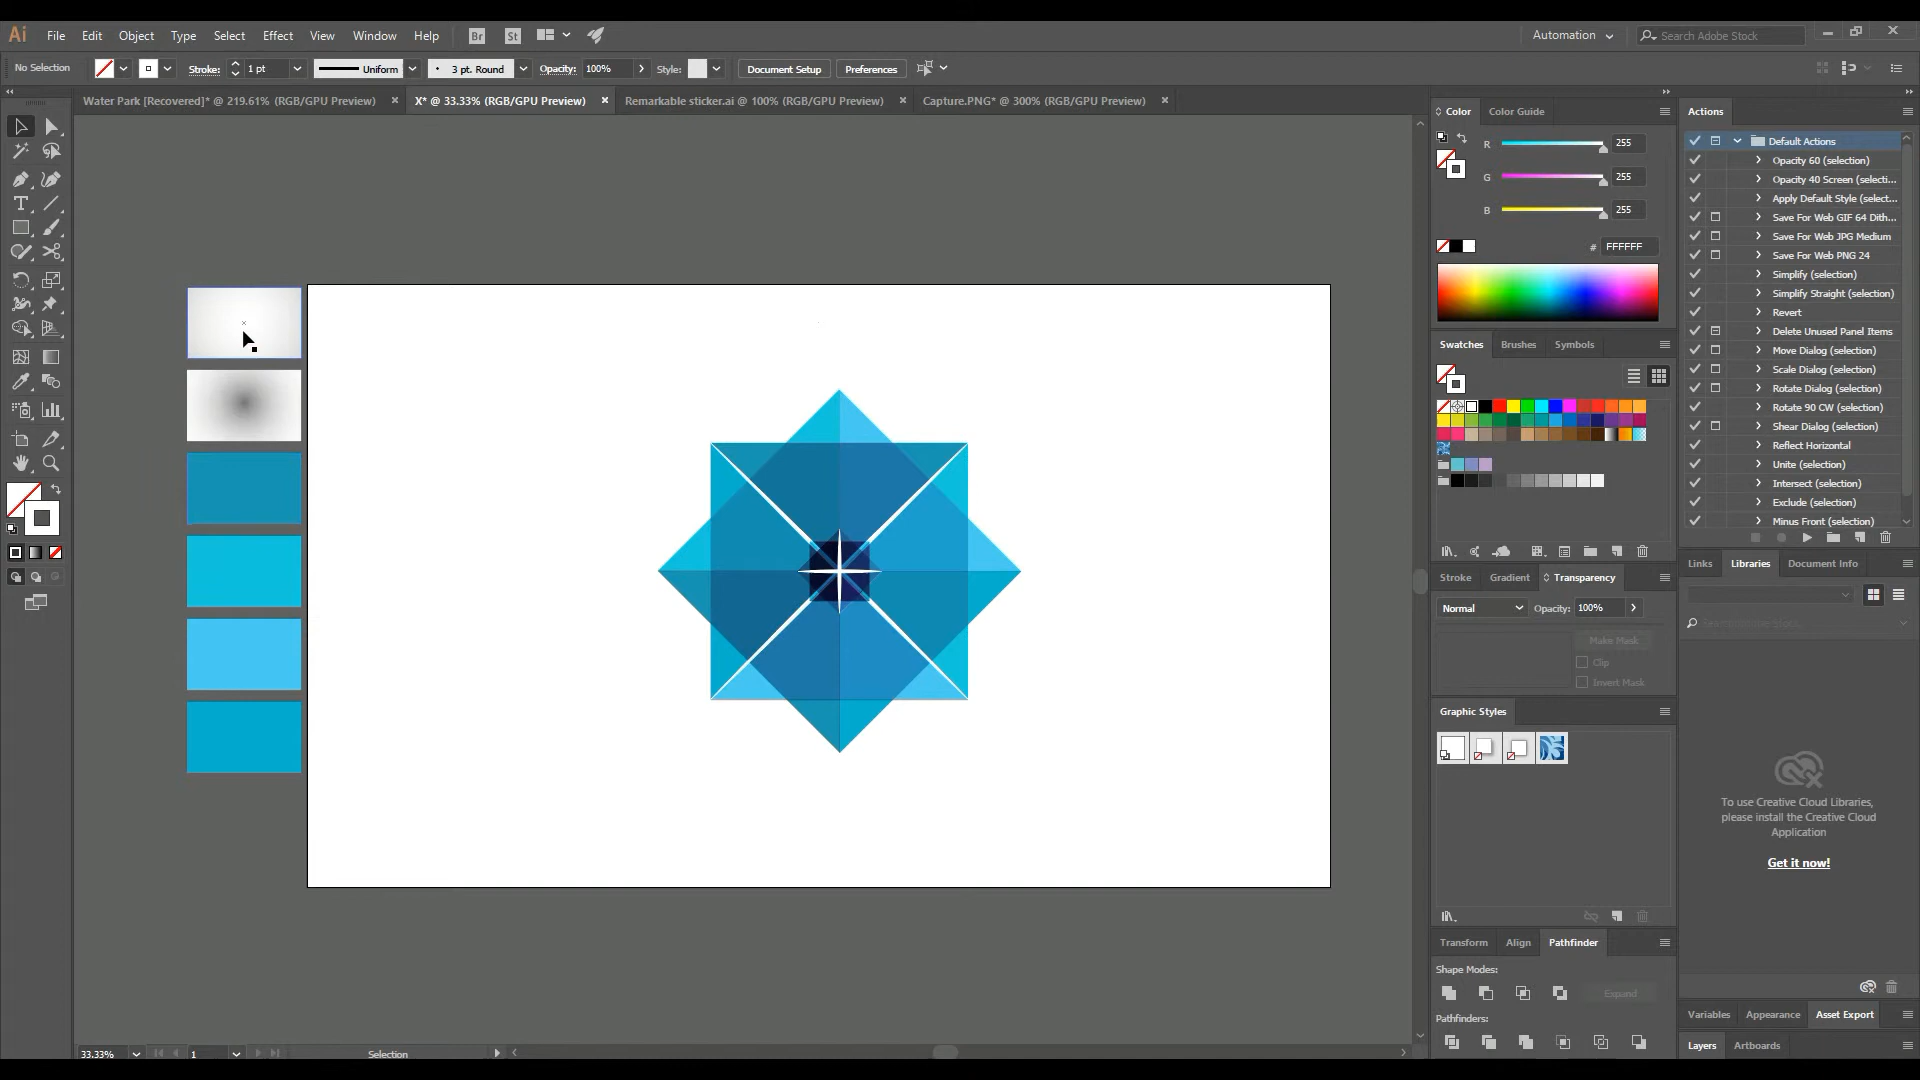 Ai File Edit Object Type Select Effect View Window Help Br St Automation Search Adobe Stock
No Selection Stroke: 1 pt Uniform 3 pt. Round Opacity: 100% Style: Document Setup Preferences
Water Park [Recovered]* @ 219.61% (RGB/GPU Preview) X* @ 33.33% (RGB/GPU Preview) Remarkable sticker.ai @ 100% (RGB/GPU Preview) Capture.PNG* @ 300% (RGB/GPU Preview)
Color Color Guide
R 255
G 255
B 255
# FFFFFF
Swatches Brushes Symbols
Stroke Gradient Transparency
Normal Opacity: 100%
Make Mask
Clip
Invert Mask
Graphic Styles
Transform Align Pathfinder
Shape Modes:
Expand
Pathfinders:
Actions
Default Actions
Opacity 60 (selection)
Opacity 40 Screen (selecti...
Apply Default Style (select...
Save For Web GIF 64 Dith...
Save For Web JPG Medium
Save For Web PNG 24
Simplify (selection)
Simplify Straight (selection)
Revert
Delete Unused Panel Items
Move Dialog (selection)
Scale Dialog (selection)
Rotate Dialog (selection)
Rotate 90 CW (selection)
Shear Dialog (selection)
Reflect Horizontal
Unite (selection)
Intersect (selection)
Exclude (selection)
Minus Front (selection)
Links Libraries Document Info
To use Creative Cloud Libraries,
please install the Creative Cloud
Application
Get it now!
Variables Appearance Asset Export
Layers Artboards
33.33% 1 Selection